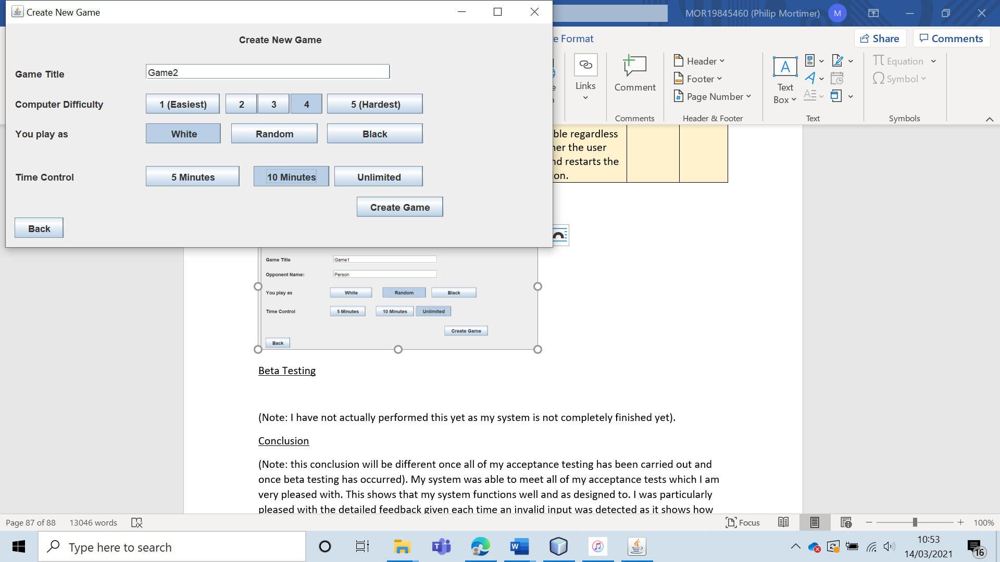 Create New Game
MOR19845460 (Philip Mortimer)
M
Create New Game
Game Title
Game2
Computer Difficulty
1 (Easiest)
2
3
4
5 (Hardest)
You play as
White
Random
Black
Time Control
5 Minutes
10 Minutes
Unlimited
Create Game
Back
e Format
Share
Comments
Links
Comment
Comments
Header
Footer
Page Number
Header & Footer
A
Text
Box
Text
Equation
Symbol
Symbols
ble regardless
her the user
nd restarts the
ion.
Game Title
Game1
Opponent Name:
Person
You play as
White
Random
Black
Time Control
5 Minutes
10 Minutes
Unlimited
Create Game
Back
Beta Testing
(Note: I have not actually performed this yet as my system is not completely finished yet).
Conclusion
(Note: this conclusion will be different once all of my acceptance testing has been carried out and
once beta testing has occurred). My system was able to meet all of my acceptance tests which I am
very pleased with. This shows that my system functions well and as designed to. I was particularly
pleased with the detailed feedback given each time an invalid input was detected as it shows how
Page 87 of 88
13046 words
Focus
100%
Type here to search
10:53
14/03/2021
16